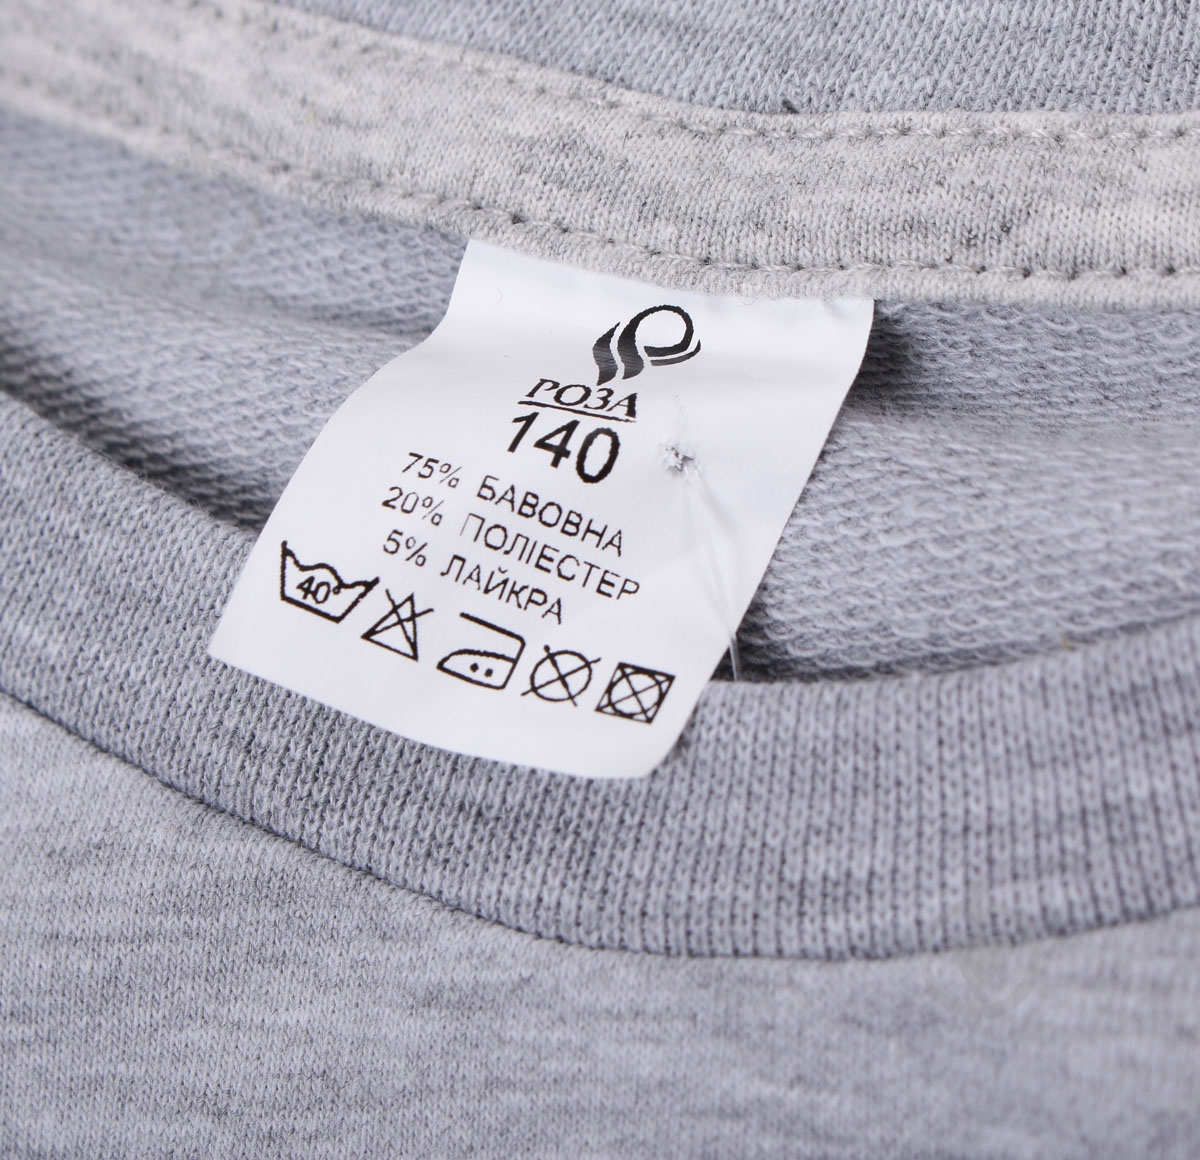 РОЗА
140
75% БАВОВНА
20% ПОЛІЕСТЕР
5% ЛАЙКРА
40°